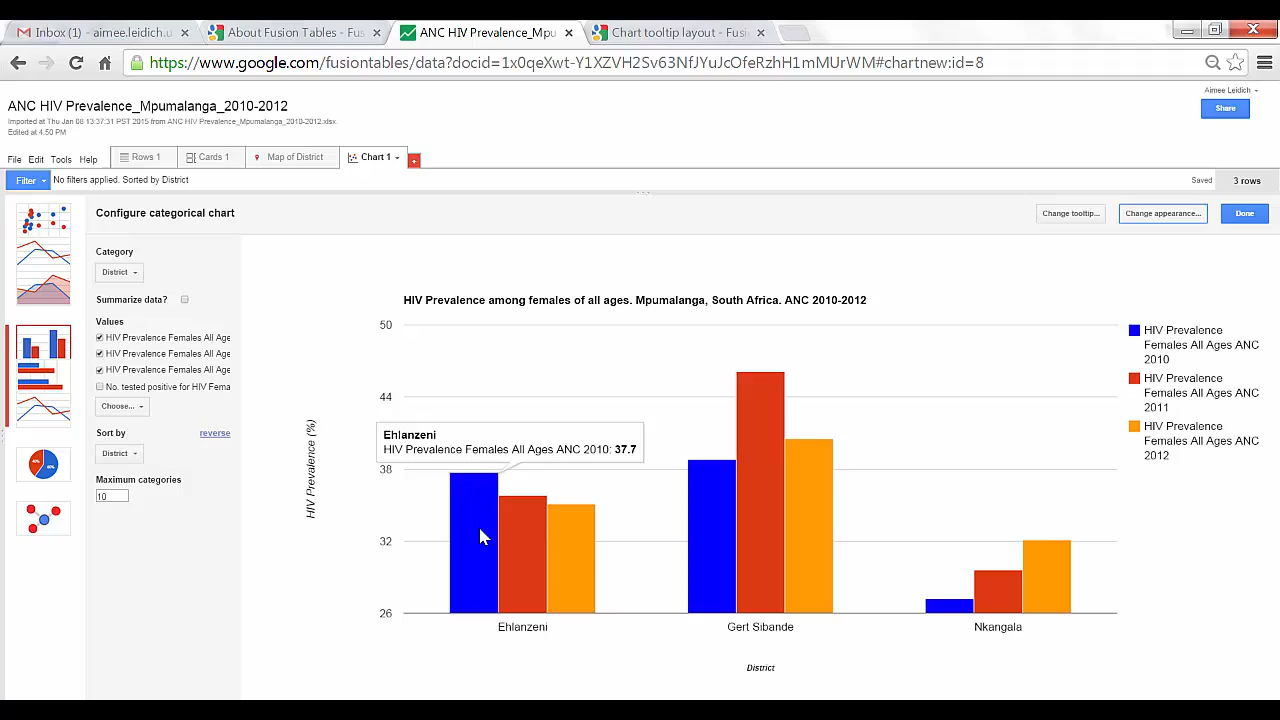 Inbox (1) - aimee.leidich.u
About Fusion Tables - Fus
ANC HIV Prevalence_Mp
Chart tooltip layout - Fusi
https://www.google.com/fusiontables/data?docid=1x0qeXwt-Y1XZVH2Sv63NfJYuJcOfeRzhH1mMUrWM#chartnew:id=8
Aimee Leidich
ANC HIV Prevalence_Mpumalanga_2010-2012
Share
Imported at Thu Jan 08 13:37:31 PST 2015 from ANC HIV Prevalence_Mpumalanga_2010-2012.xlsx.
Edited at 4:50 PM
File Edit Tools Help
Rows 1
Cards 1
Map of District
Chart 1
Filter
No filters applied. Sorted by District
Saved
3 rows
Configure categorical chart
Change tooltip...
Change appearance...
Done
Category
District
Summarize data?
Values
HIV Prevalence Females All Age
HIV Prevalence Females All Age
HIV Prevalence Females All Age
No. tested positive for HIV Fema
Choose...
Sort by
reverse
District
Maximum categories
10
HIV Prevalence among females of all ages. Mpumalanga, South Africa. ANC 2010-2012
50
44
38
32
26
HIV Prevalence (%)
Ehlanzeni
HIV Prevalence Females All Ages ANC 2010: 37.7
Ehlanzeni
Gert Sibande
Nkangala
District
HIV Prevalence
Females All Ages ANC
2010
HIV Prevalence
Females All Ages ANC
2011
HIV Prevalence
Females All Ages ANC
2012